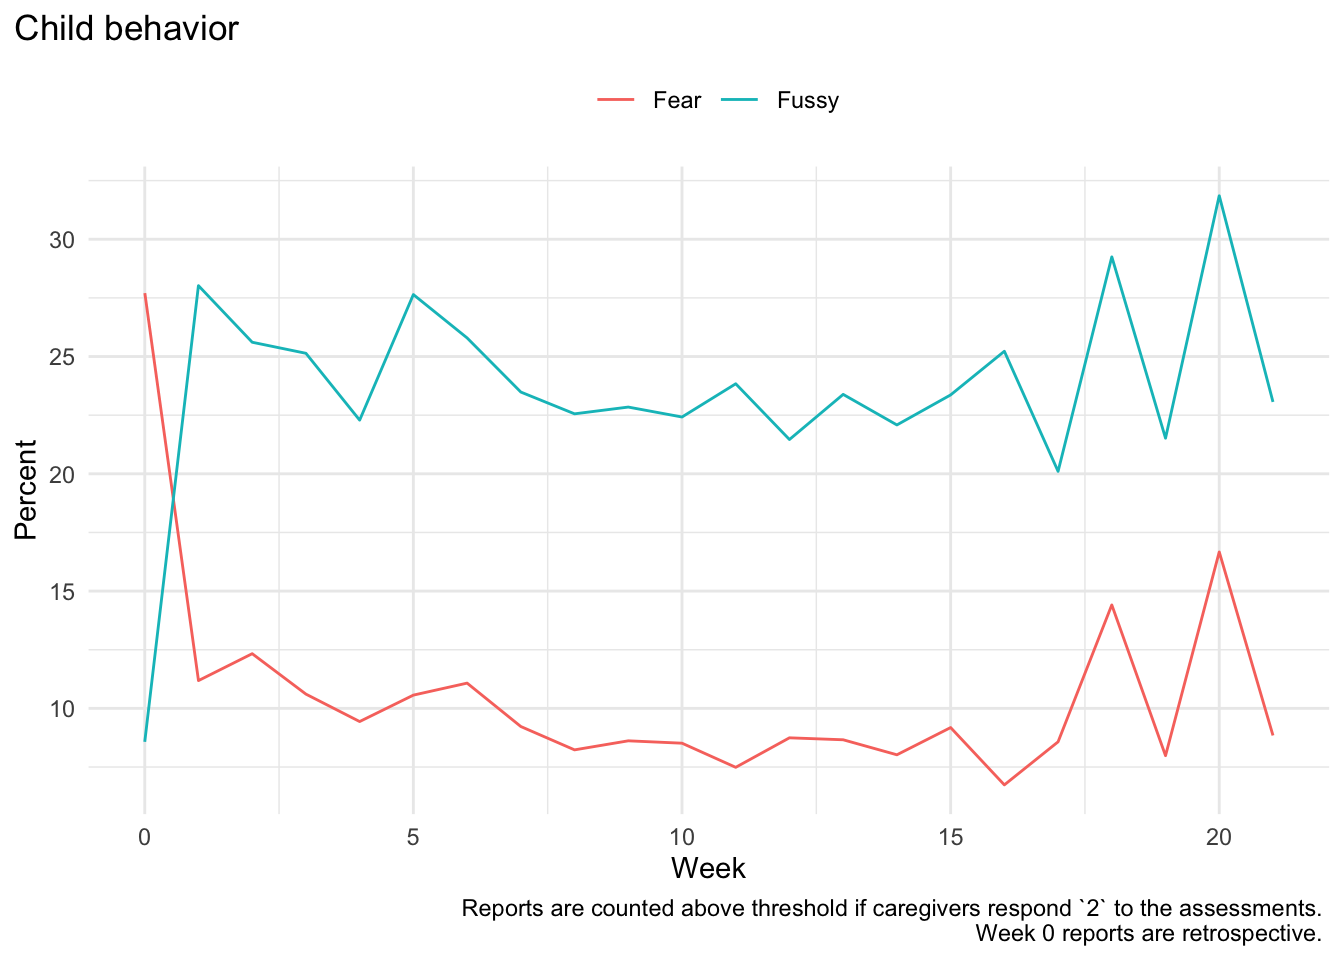 Child behavior
Fear Fussy
30
25
20
15
10
Percent
0 5 10 15 20
Week
Reports are counted above threshold if caregivers respond `2` to the assessments.
Week 0 reports are retrospective.